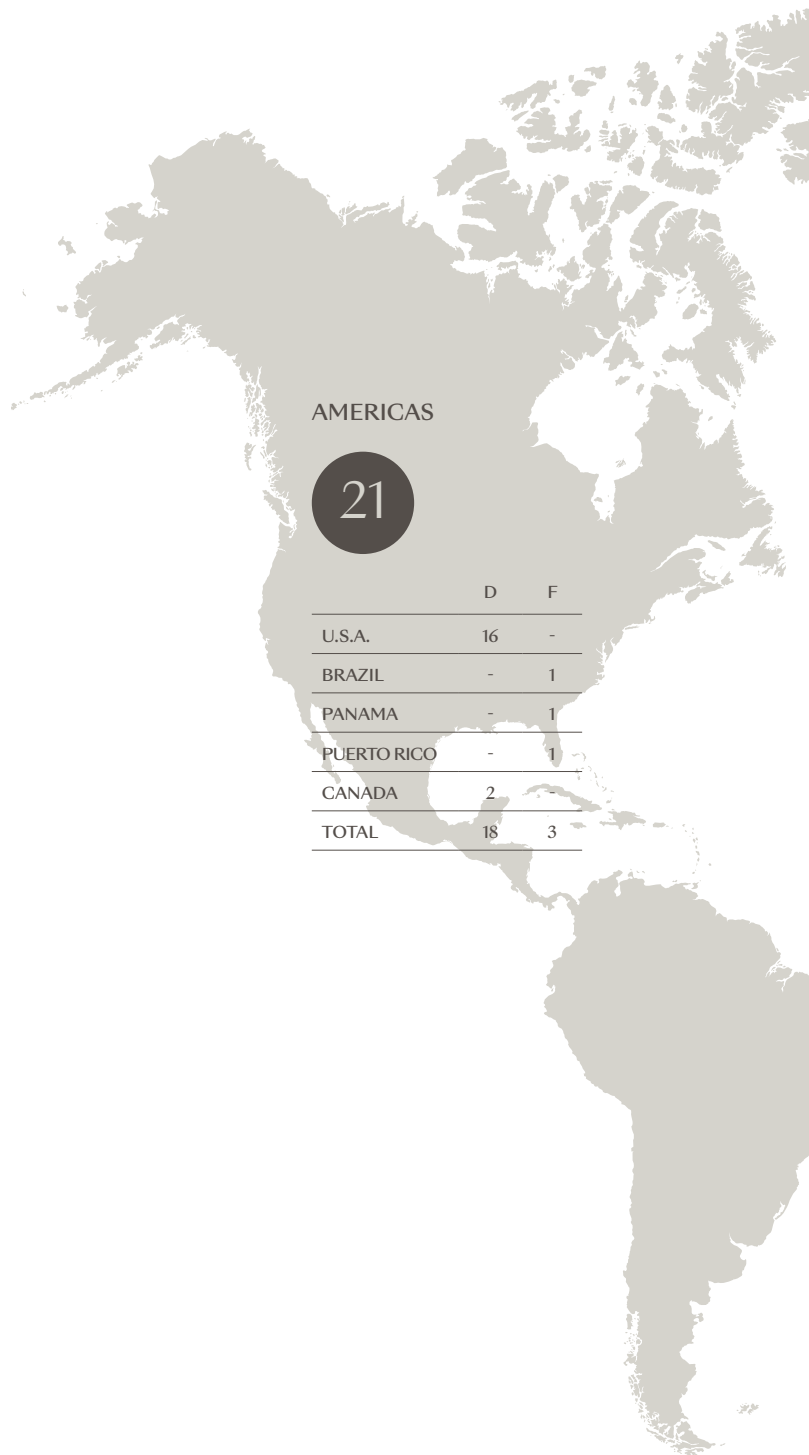 AMERICAS
21
D F
U.S.A. 16 -
BRAZIL - 1
PANAMA - 1
PUERTO RICO - 1
CANADA 2 -
TOTAL 18 3